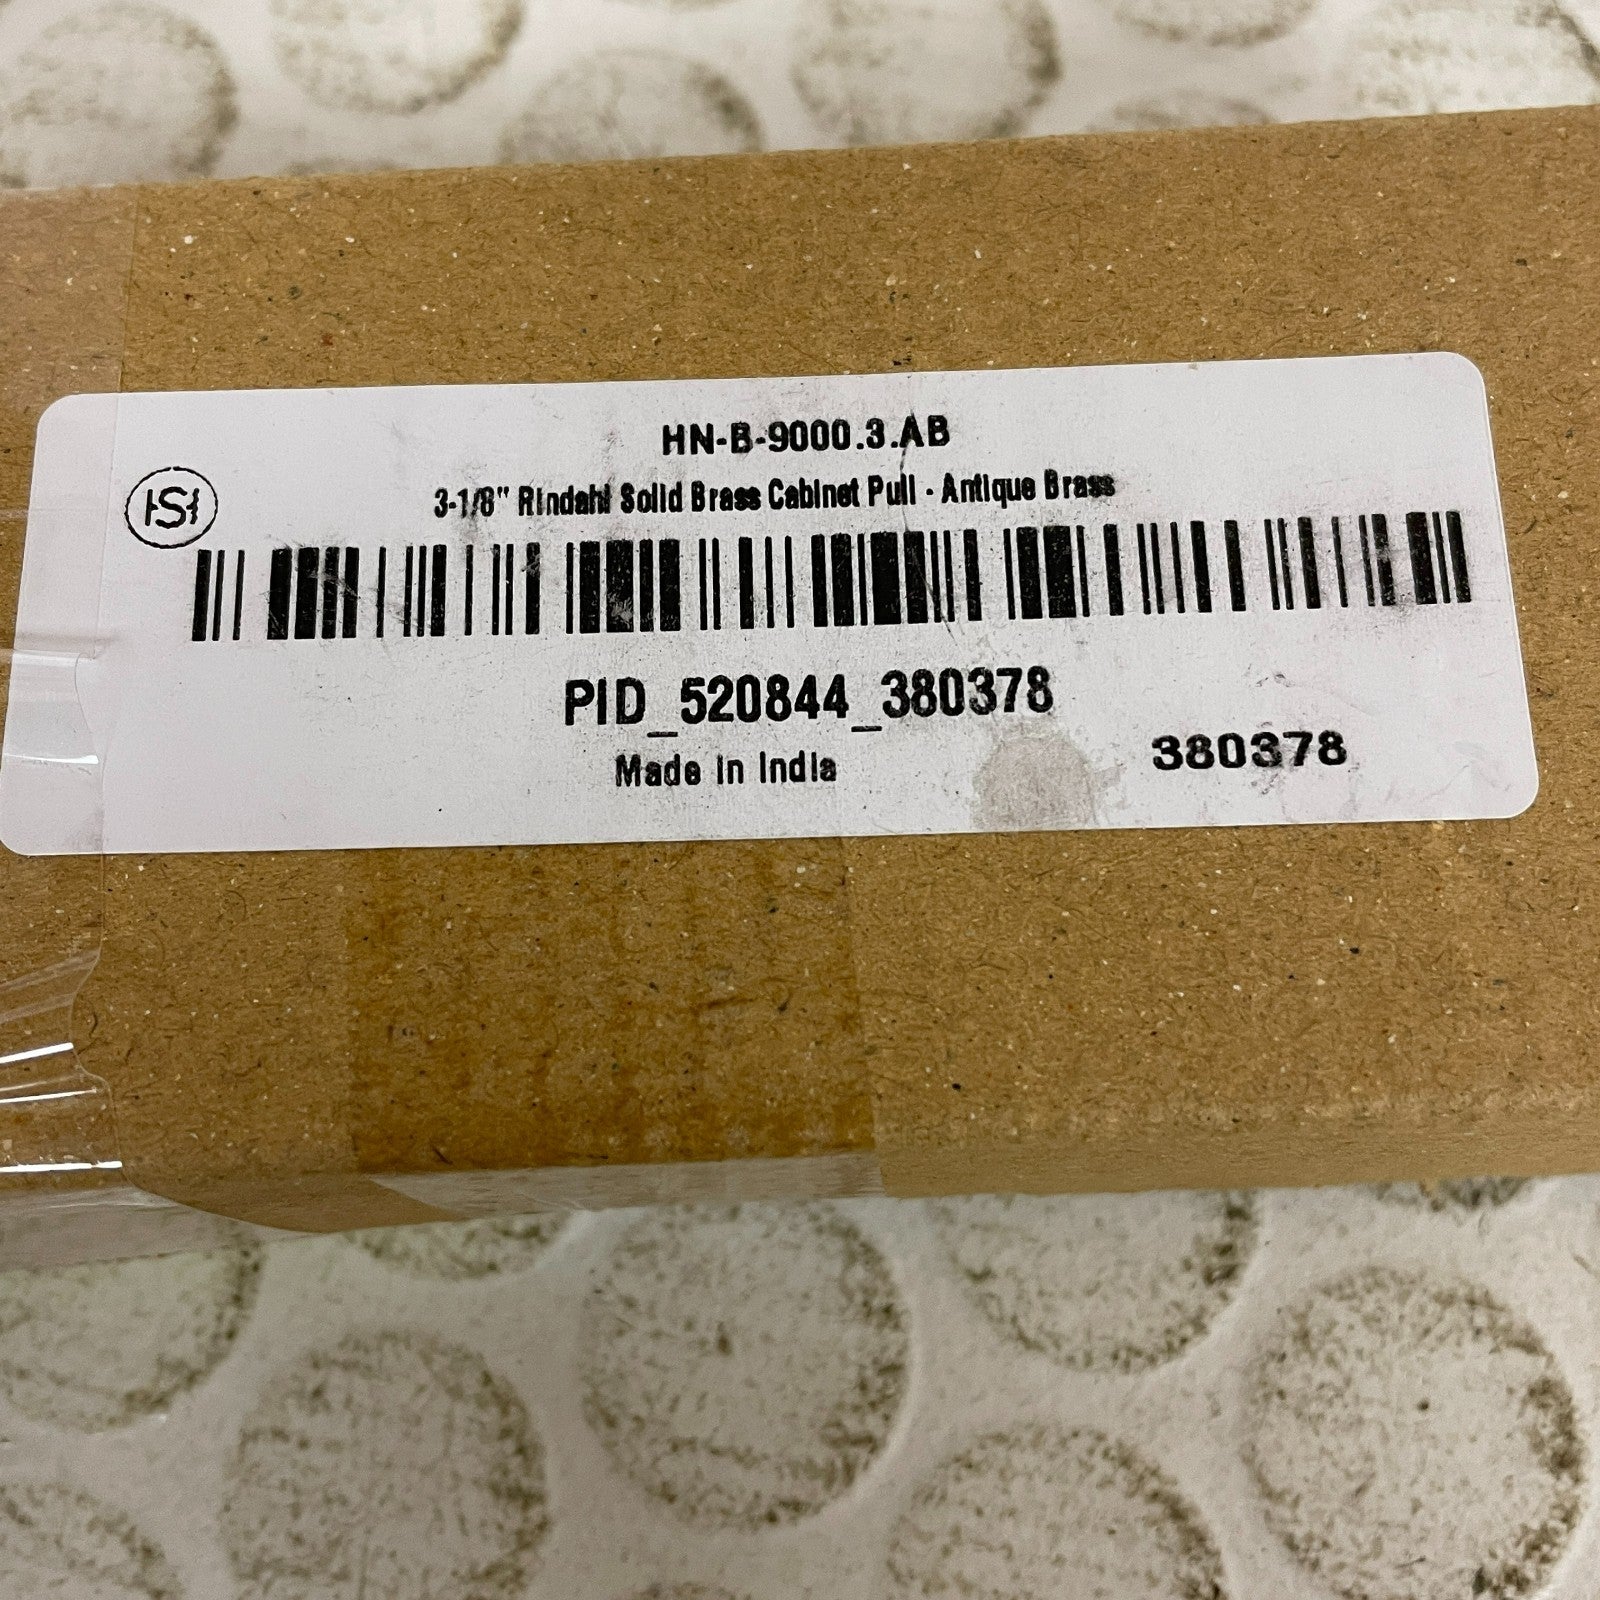 HN-B-9000.3.AB
3-1/8" Rindahl Solid Brass Cabinet Pull - Antique Brass
HSH
PID_520844_380378
Made in India
380378